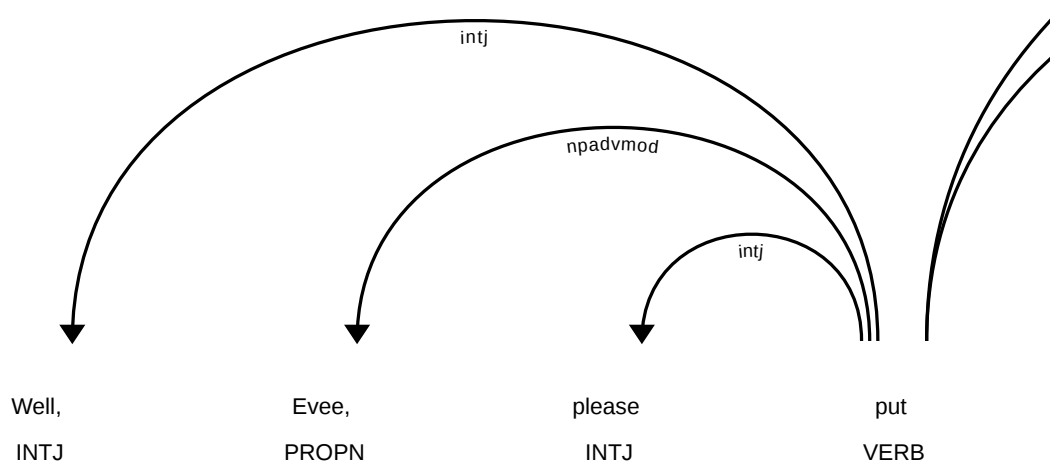 intj
npadvmod
intj
Well, Evee, please put
INTJ PROPN INTJ VERB